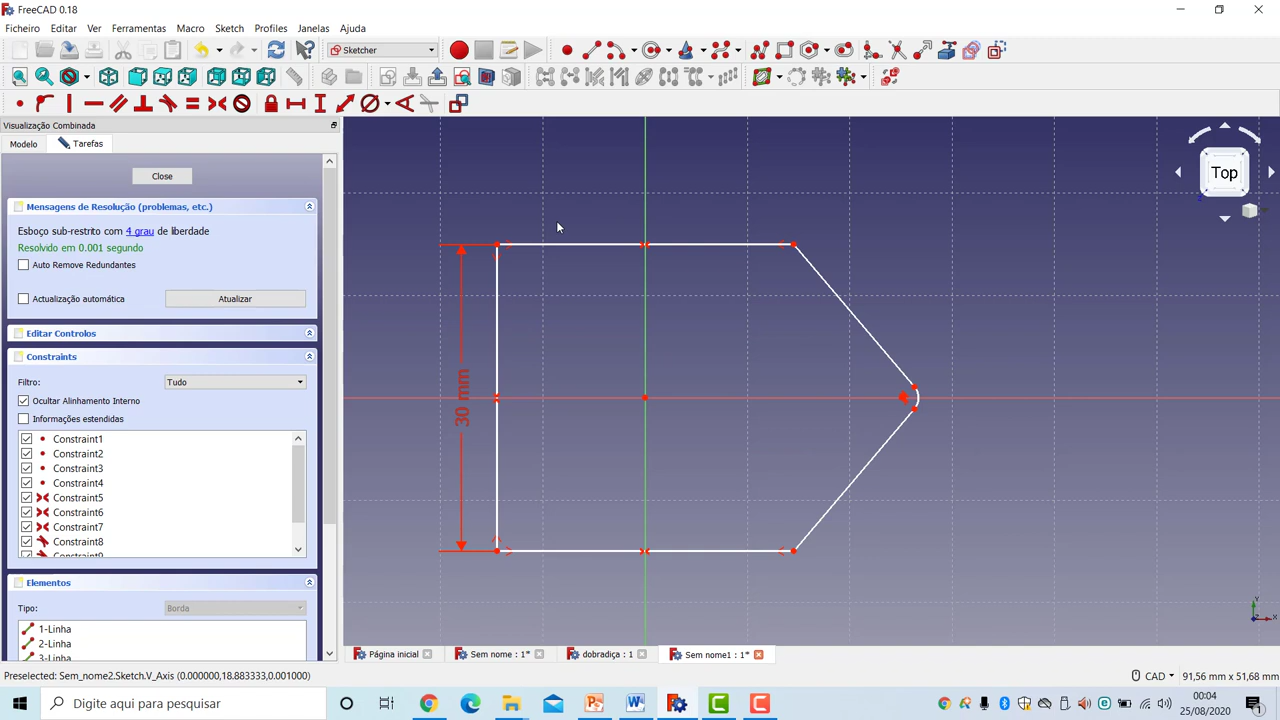 FreeCAD 0.18
Ficheiro Editar Ver Ferramentas Sketch Profiles Janelas Ajuda
Sketcher
Visualização Combinada
Modelo Tarefas
Close
Mensagens de Resolução (problemas, etc.)
Esboço sub-restrito com 4 grau de liberdade
Resolvido em 0.001 segundo
Auto Remove Redundantes
Actualização automática Atualizar
Editar Controlos
Constraints
Filtro: Tudo
Ocultar Alinhamento Interno
Informações estendidas
Constraint1
Constraint2
Constraint3
Constraint4
Constraint5
Constraint6
Constraint7
Constraint8
Constraint9
Elementos
Tipo: Borda
1-Linha
2-Linha
3-Linha
30 mm
Top
Z
Y
X
Página inicial Sem nome : 1* dobradiça : 1 Sem nome1 : 1*
Preselected: Sem_nome2.Sketch.V_Axis (0.000000,18.883333,0.001000) CAD 91,56 mm x 51,68 mm
Digite aqui para pesquisar
00:04
25/08/2020